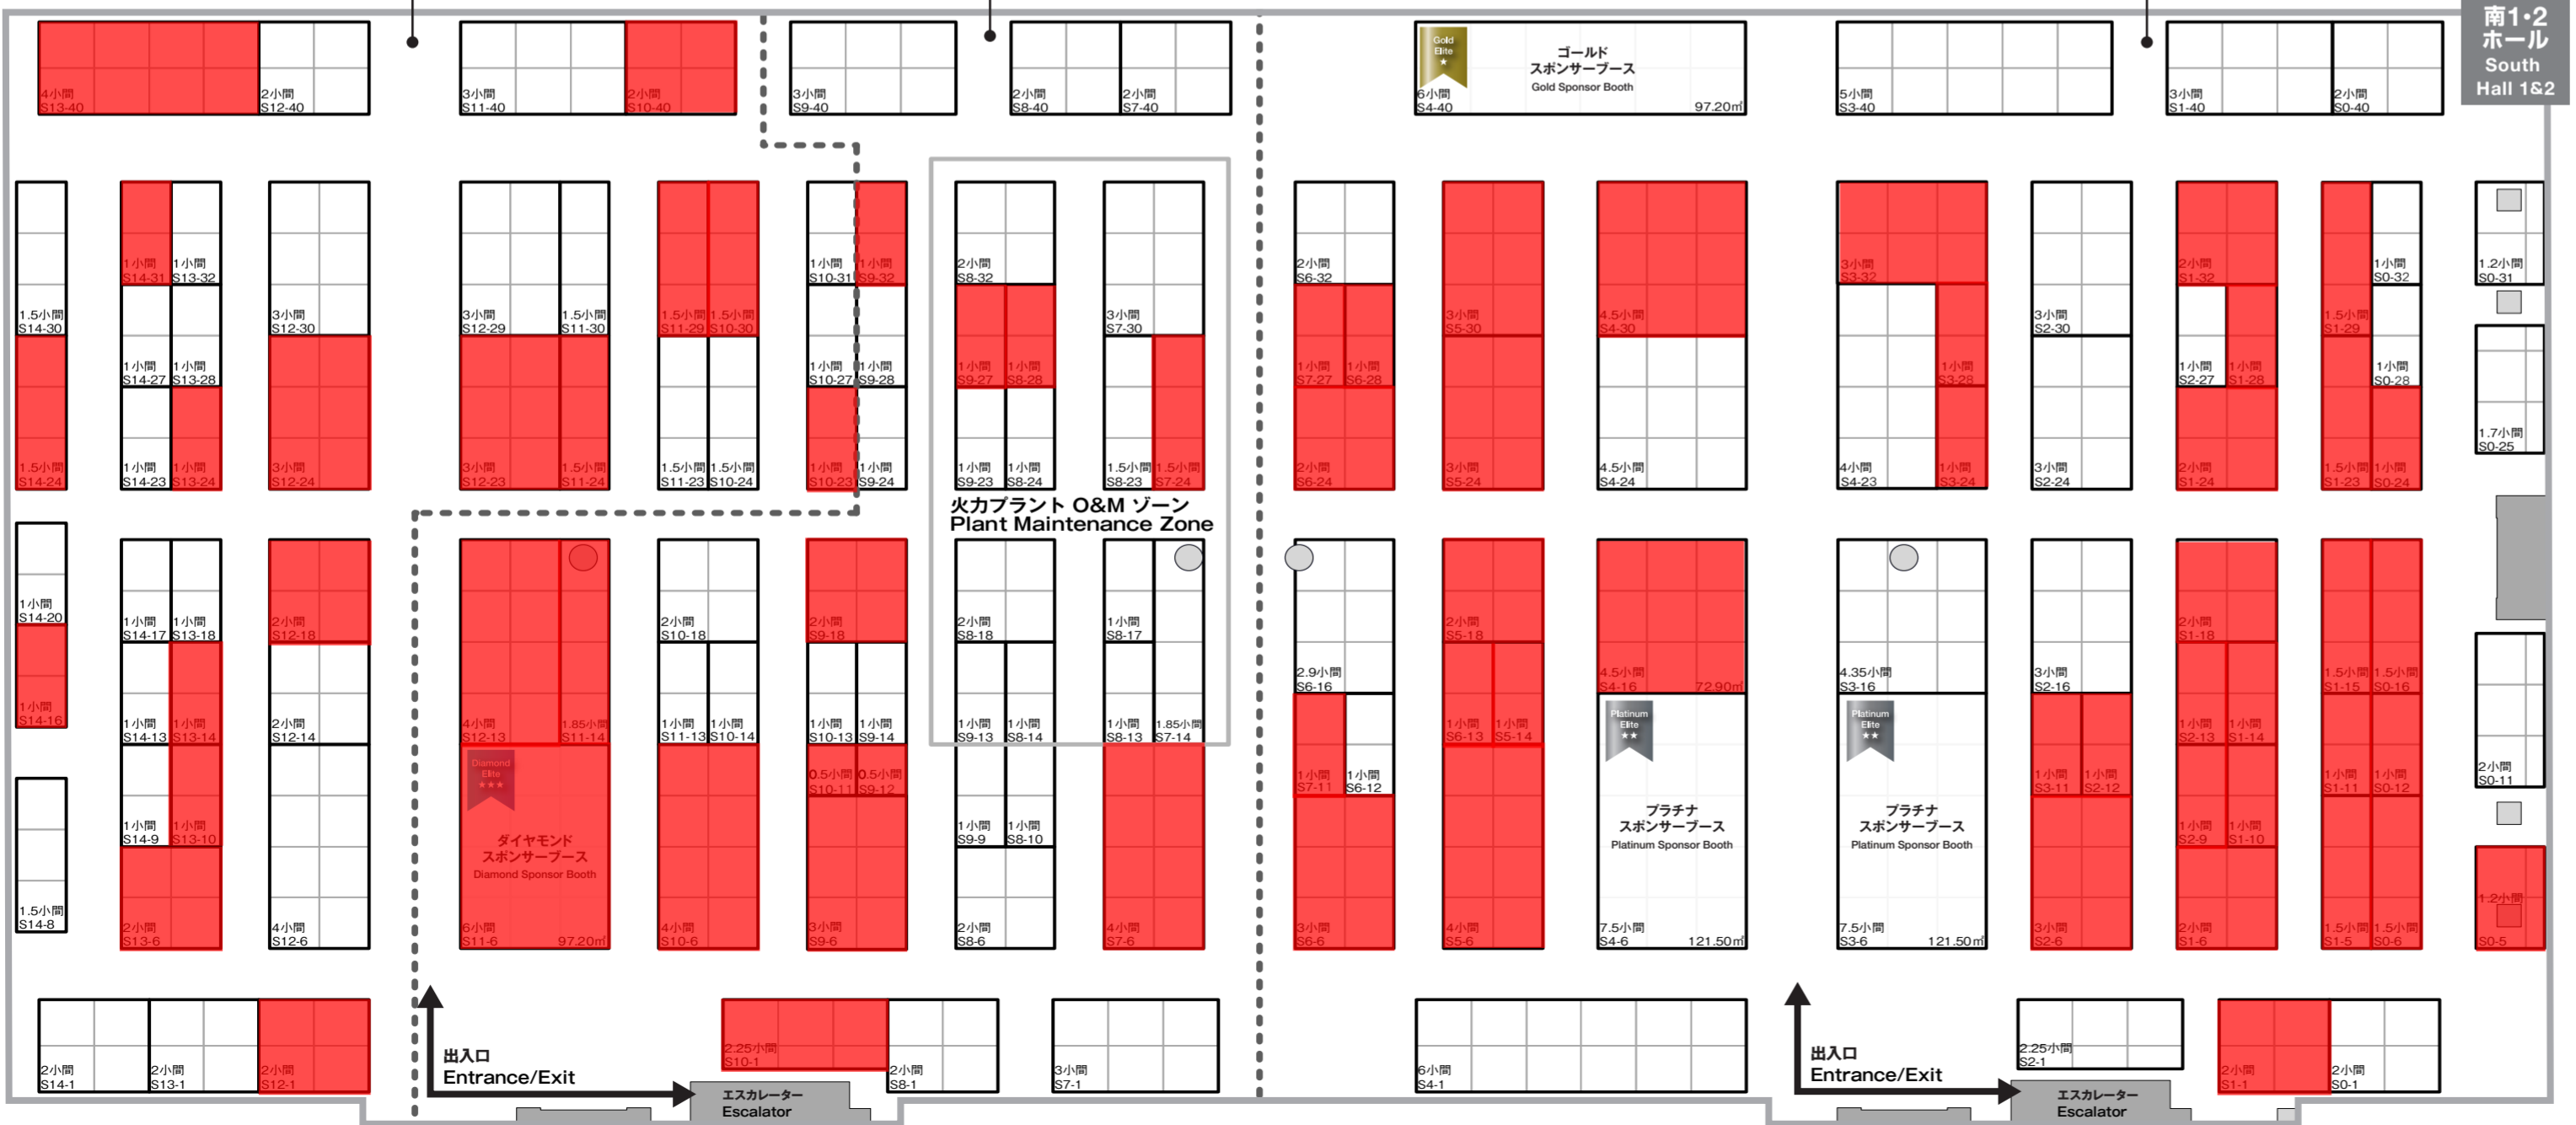 南1・2
ホール
South
Hall 1&2
4小間
S13-40
2小間
S12-40
3小間
S11-40
2小間
S10-40
3小間
S9-40
2小間
S8-40
2小間
S7-40
Gold
Elite
★
ゴールド
スポンサーブース
Gold Sponsor Booth
6小間
S4-40
97.20㎡
5小間
S3-40
3小間
S1-40
2小間
S0-40
1小間
S14-31
1小間
S13-32
1小間
S10-31
1小間
S9-32
2小間
S8-32
2小間
S6-32
3小間
S3-32
2小間
S1-32
1小間
S0-32
1.2小間
S0-31
1.5小間
S14-30
3小間
S12-30
3小間
S12-29
1.5小間
S11-30
1.5小間
S11-29
1.5小間
S10-30
3小間
S7-30
3小間
S5-30
4.5小間
S4-30
3小間
S2-30
1.5小間
S1-29
1小間
S14-27
1小間
S13-28
1小間
S10-27
1小間
S9-28
1小間
S9-27
1小間
S8-28
1小間
S7-27
1小間
S6-28
1小間
S3-28
1小間
S2-27
1小間
S1-28
1小間
S0-28
1.7小間
S0-25
1.5小間
S14-24
1小間
S14-23
1小間
S13-24
3小間
S12-24
3小間
S12-23
1.5小間
S11-24
1.5小間
S11-23
1.5小間
S10-24
1小間
S10-23
1小間
S9-24
1小間
S9-23
1小間
S8-24
1.5小間
S8-23
1.5小間
S7-24
2小間
S6-24
3小間
S5-24
4.5小間
S4-24
4小間
S4-23
1小間
S3-24
3小間
S2-24
2小間
S1-24
1.5小間
S1-23
1小間
S0-24
火力プラント O&M ゾーン
Plant Maintenance Zone
1小間
S14-20
1小間
S14-17
1小間
S13-18
2小間
S12-18
2小間
S10-18
2小間
S9-18
2小間
S8-18
1小間
S8-17
2小間
S5-18
2小間
S1-18
2.9小間
S6-16
4.5小間
S4-16
72.90㎡
4.35小間
S3-16
3小間
S2-16
1.5小間
S1-15
1.5小間
S0-16
1小間
S14-16
1小間
S14-13
1小間
S13-14
2小間
S12-14
4小間
S12-13
1.85小間
S11-14
1小間
S11-13
1小間
S10-14
1小間
S10-13
1小間
S9-14
1小間
S9-13
1小間
S8-14
1小間
S8-13
1.85小間
S7-14
1小間
S6-13
1小間
S5-14
1小間
S2-13
1小間
S1-14
2小間
S0-11
0.5小間
S10-11
0.5小間
S9-12
1小間
S7-11
1小間
S6-12
1小間
S3-11
1小間
S2-12
1小間
S1-11
1小間
S0-12
1小間
S14-9
1小間
S13-10
1小間
S9-9
1小間
S8-10
1小間
S2-9
1小間
S1-10
Diamond
Elite
★★★
ダイヤモンド
スポンサーブース
Diamond Sponsor Booth
Platinum
Elite
★★
プラチナ
スポンサーブース
Platinum Sponsor Booth
Platinum
Elite
★★
プラチナ
スポンサーブース
Platinum Sponsor Booth
1.5小間
S14-8
2小間
S13-6
4小間
S12-6
6小間
S11-6
97.20㎡
4小間
S10-6
3小間
S9-6
2小間
S8-6
4小間
S7-6
3小間
S6-6
4小間
S5-6
7.5小間
S4-6
121.50㎡
7.5小間
S3-6
121.50㎡
3小間
S2-6
2小間
S1-6
1.5小間
S1-5
1.5小間
S0-6
1.2小間
S0-5
2小間
S14-1
2小間
S13-1
2小間
S12-1
出入口
Entrance/Exit
2.25小間
S10-1
2小間
S8-1
3小間
S7-1
6小間
S4-1
出入口
Entrance/Exit
2.25小間
S2-1
2小間
S1-1
2小間
S0-1
エスカレーター
Escalator
エスカレーター
Escalator